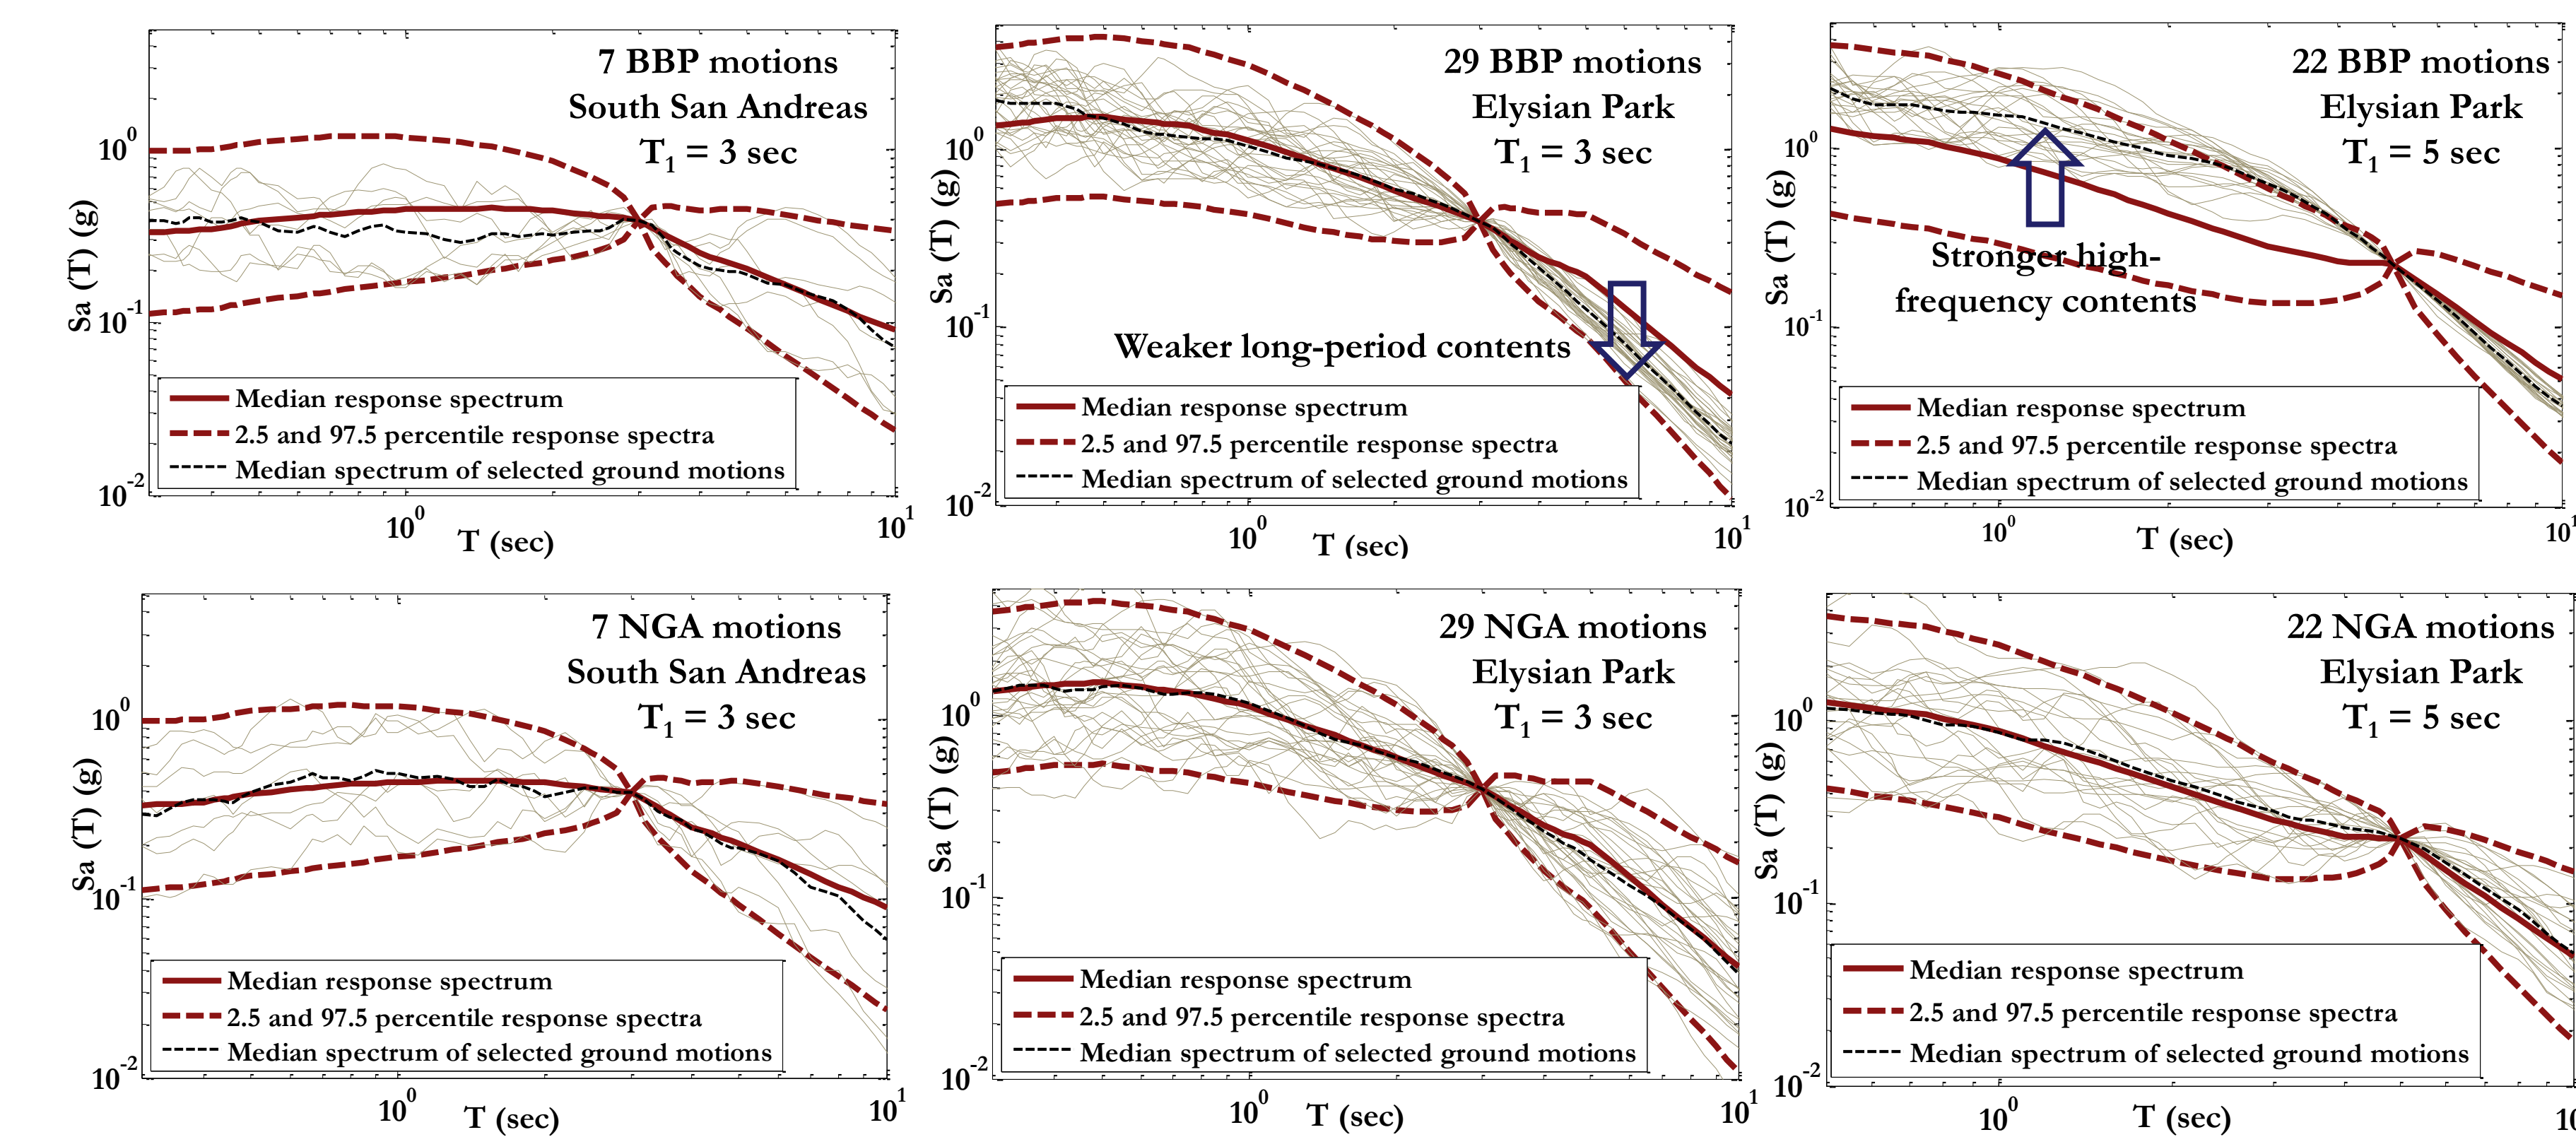 7 BBP motions
South San Andreas
T1 = 3 sec
10^0
10^-1
10^-2
Sa (T) (g)
Median response spectrum
2.5 and 97.5 percentile response spectra
Median spectrum of selected ground motions
10^0
10^1
T (sec)
29 BBP motions
Elysian Park
T1 = 3 sec
10^0
10^-1
10^-2
Sa (T) (g)
Weaker long-period contents
Median response spectrum
2.5 and 97.5 percentile response spectra
Median spectrum of selected ground motions
10^0
10^1
T (sec)
22 BBP motions
Elysian Park
T1 = 5 sec
10^0
10^-1
10^-2
Sa (T) (g)
Stronger high-
frequency contents
Median response spectrum
2.5 and 97.5 percentile response spectra
Median spectrum of selected ground motions
10^0
10^1
T (sec)
7 NGA motions
South San Andreas
T1 = 3 sec
10^0
10^-1
10^-2
Sa (T) (g)
Median response spectrum
2.5 and 97.5 percentile response spectra
Median spectrum of selected ground motions
10^0
10^1
T (sec)
29 NGA motions
Elysian Park
T1 = 3 sec
10^0
10^-1
10^-2
Sa (T) (g)
Median response spectrum
2.5 and 97.5 percentile response spectra
Median spectrum of selected ground motions
10^0
10^1
T (sec)
22 NGA motions
Elysian Park
T1 = 5 sec
10^0
10^-1
10^-2
Sa (T) (g)
Median response spectrum
2.5 and 97.5 percentile response spectra
Median spectrum of selected ground motions
10^0
T (sec)